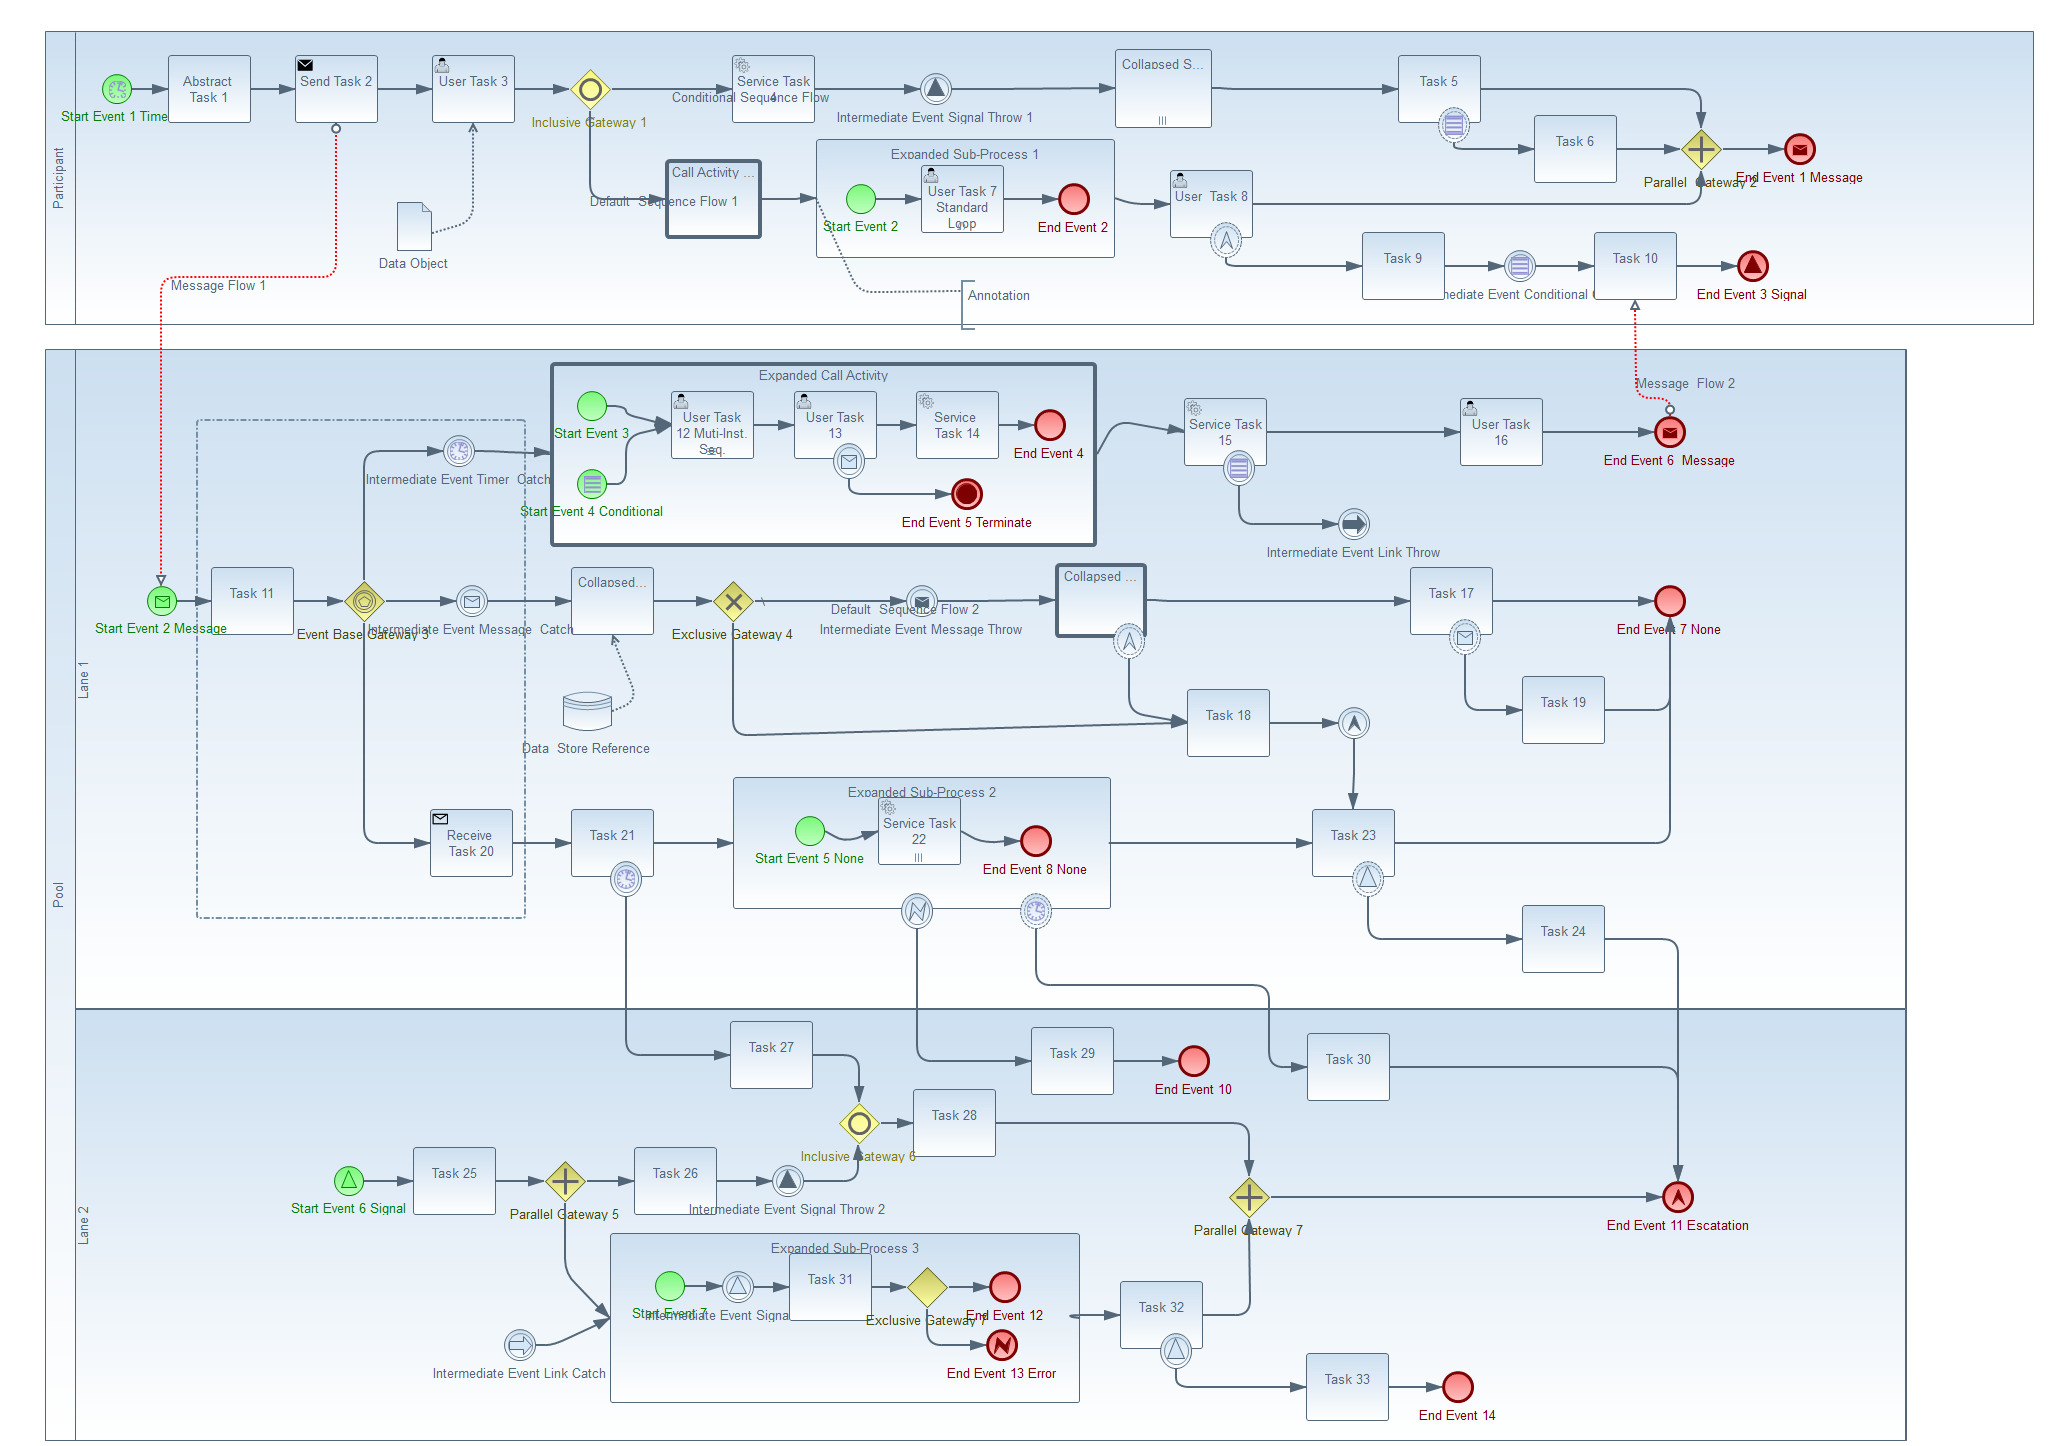 Participant
Start Event 1 Time
Abstract
Task 1
Send Task 2
User Task 3
Inclusive Gateway 1
Service Task
4
Conditional Sequence Flow
Intermediate Event Signal Throw 1
Collapsed S...
Task 5
Task 6
Parallel Gateway 2
End Event 1 Message
Default Sequence Flow 1
Call Activity ...
Expanded Sub-Process 1
Start Event 2
User Task 7
Standard
Loop
End Event 2
User Task 8
Data Object
Message Flow 1
Annotation
Task 9
mediate Event Conditional
Task 10
End Event 3 Signal
Pool
Lane 1
Message Flow 2
Expanded Call Activity
Start Event 3
User Task
12 Muti-Inst.
Seq.
User Task
13
Service
Task 14
End Event 4
Start Event 4 Conditional
End Event 5 Terminate
Intermediate Event Timer Catch
Service Task
15
User Task
16
End Event 6 Message
Intermediate Event Link Throw
Start Event 2 Message
Task 11
Event Base Gateway 3
Intermediate Event Message Catch
Collapsed...
Exclusive Gateway 4
Default Sequence Flow 2
Intermediate Event Message Throw
Collapsed ...
Task 17
End Event 7 None
Task 18
Task 19
Data Store Reference
Receive
Task 20
Task 21
Expanded Sub-Process 2
Start Event 5 None
Service Task
22
End Event 8 None
Task 23
Task 24
Lane 2
Task 27
Task 29
End Event 10
Task 30
Inclusive Gateway 6
Task 28
Start Event 6 Signal
Task 25
Parallel Gateway 5
Task 26
Intermediate Event Signal Throw 2
Parallel Gateway 7
End Event 11 Escatation
Expanded Sub-Process 3
Start Event 7
Intermediate Event Signa
Task 31
Exclusive Gateway 7
End Event 12
End Event 13 Error
Intermediate Event Link Catch
Task 32
Task 33
End Event 14